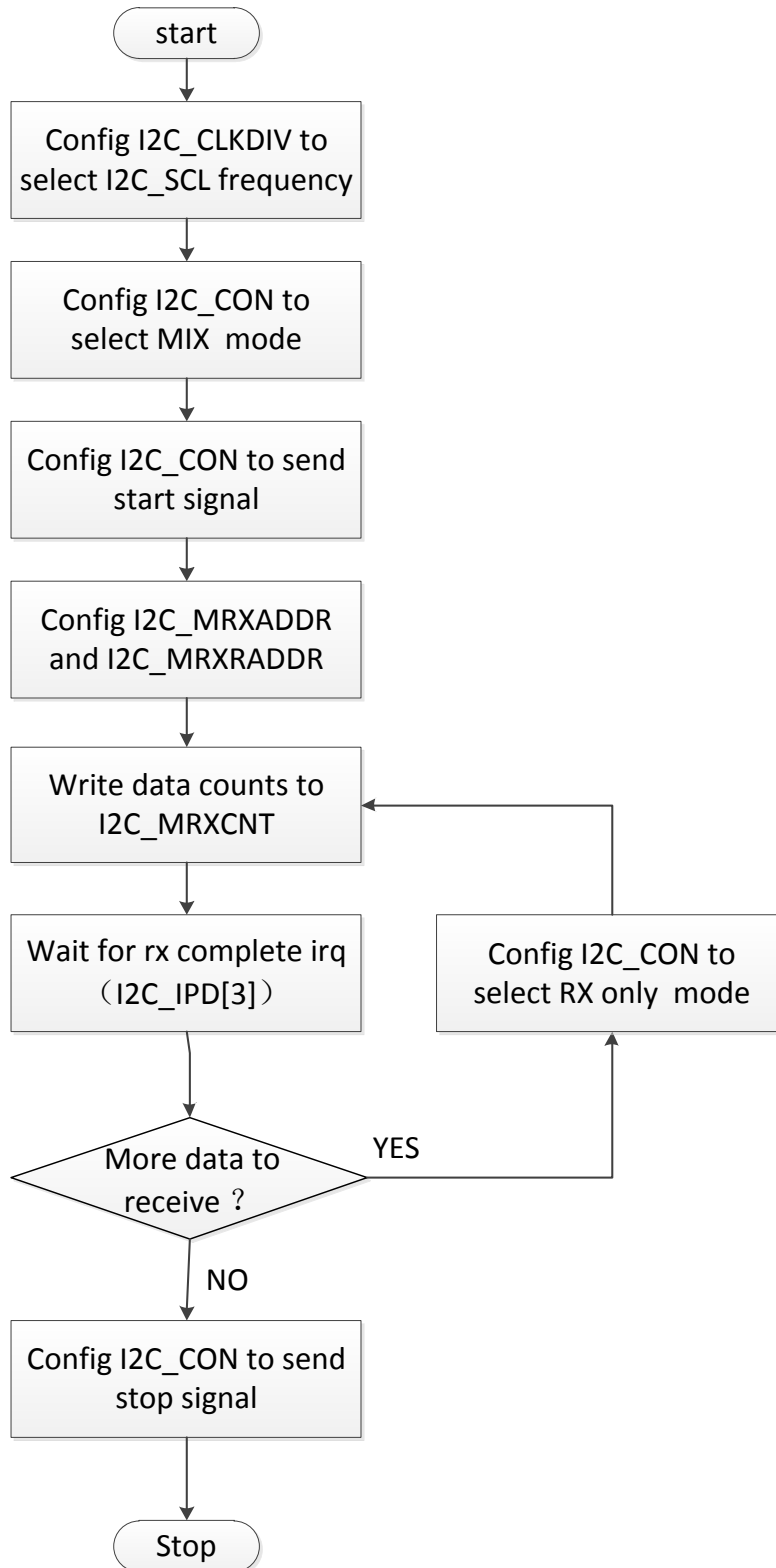 start
Config I2C_CLKDIV to
select I2C_SCL frequency
Config I2C_CON to
select MIX  mode
Config I2C_CON to send
start signal
Config I2C_MRXADDR
and I2C_MRXRADDR
Write data counts to
I2C_MRXCNT
Wait for rx complete irq
（I2C_IPD[3]）
Config I2C_CON to
select RX only  mode
More data to
receive ？
YES
NO
Config I2C_CON to send
stop signal
Stop